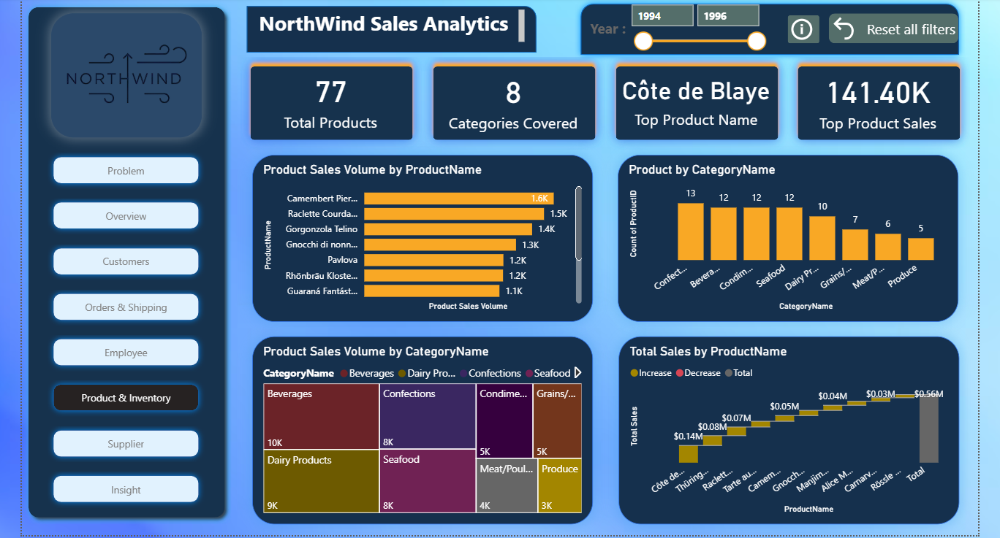 NORTHWIND
Problem
Overview
Customers
Orders & Shipping
Employee
Product & Inventory
Supplier
Insight
NorthWind Sales Analytics
Year :
1994
1996
Reset all filters
77
Total Products
8
Categories Covered
Côte de Blaye
Top Product Name
141.40K
Top Product Sales
Product Sales Volume by ProductName
ProductName
Camembert Pier... 1.6K
Raclette Courda... 1.5K
Gorgonzola Telino 1.4K
Gnocchi di nonn... 1.3K
Pavlova 1.2K
Rhönbräu Kloste... 1.2K
Guaraná Fantást... 1.1K
Product Sales Volume
Product by CategoryName
Count of ProductID
13 12 12 12 10 7 6 5
Confect... Bevera... Condim... Seafood Dairy Pr... Grains/... Meat/P... Produce
CategoryName
Product Sales Volume by CategoryName
CategoryName Beverages Dairy Pro... Confections Seafood
Beverages
10K
Dairy Products
9K
Confections
8K
Seafood
8K
Condime...
5K
Grains/...
5K
Meat/Poul...
4K
Produce
3K
Total Sales by ProductName
Increase Decrease Total
Total Sales
$0.14M $0.08M $0.07M $0.05M $0.04M $0.03M $0.56M
Côte de... Thüring... Raclett... Tarte au... Camem... Gnocch... Manjim... Alice M... Carnarv... Rössle ... Total
ProductName